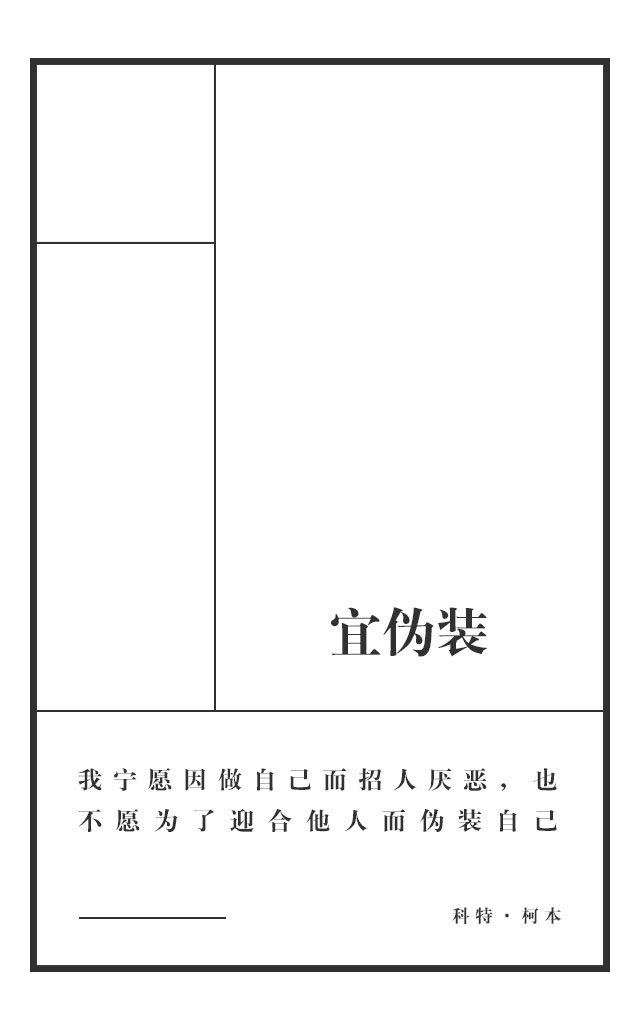 宜伪装
我宁愿因做自己而招人厌恶，也
不愿为了迎合他人而伪装自己
科特·柯本